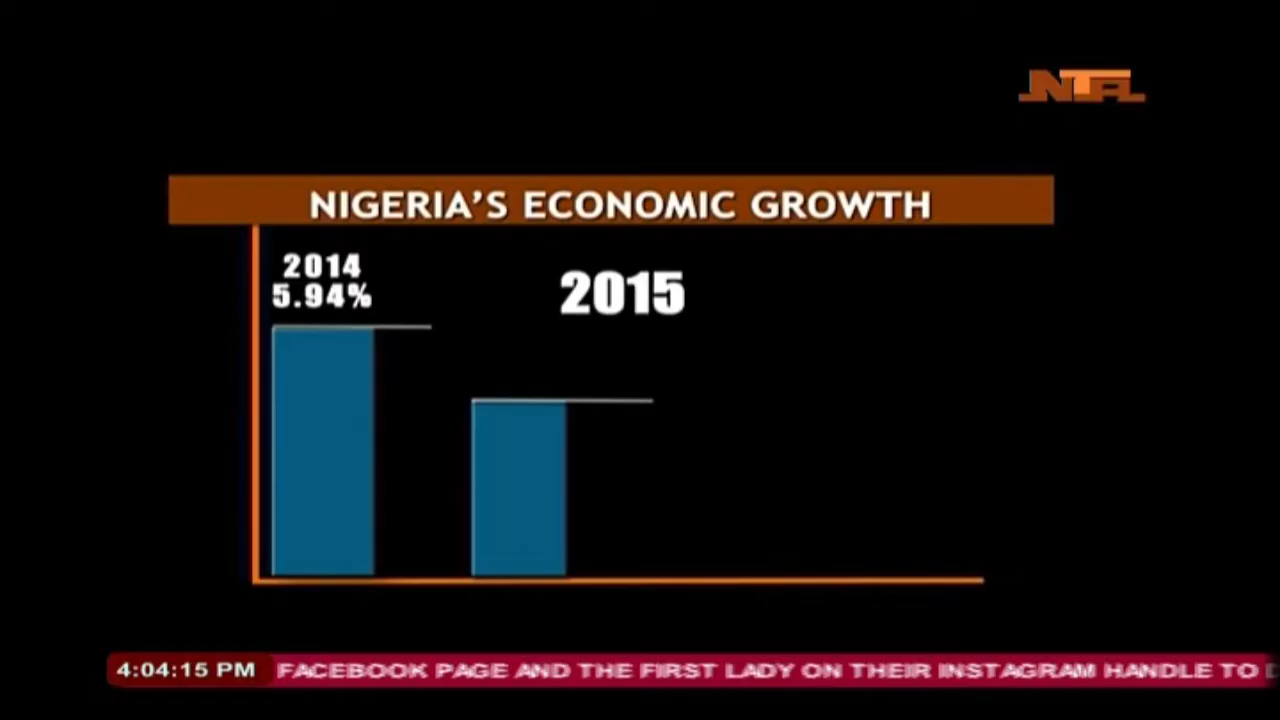 NTA
NIGERIA'S ECONOMIC GROWTH
2014
5.94%
2015
4:04:15 PM FACEBOOK PAGE AND THE FIRST LADY ON THEIR INSTAGRAM HANDLE TO